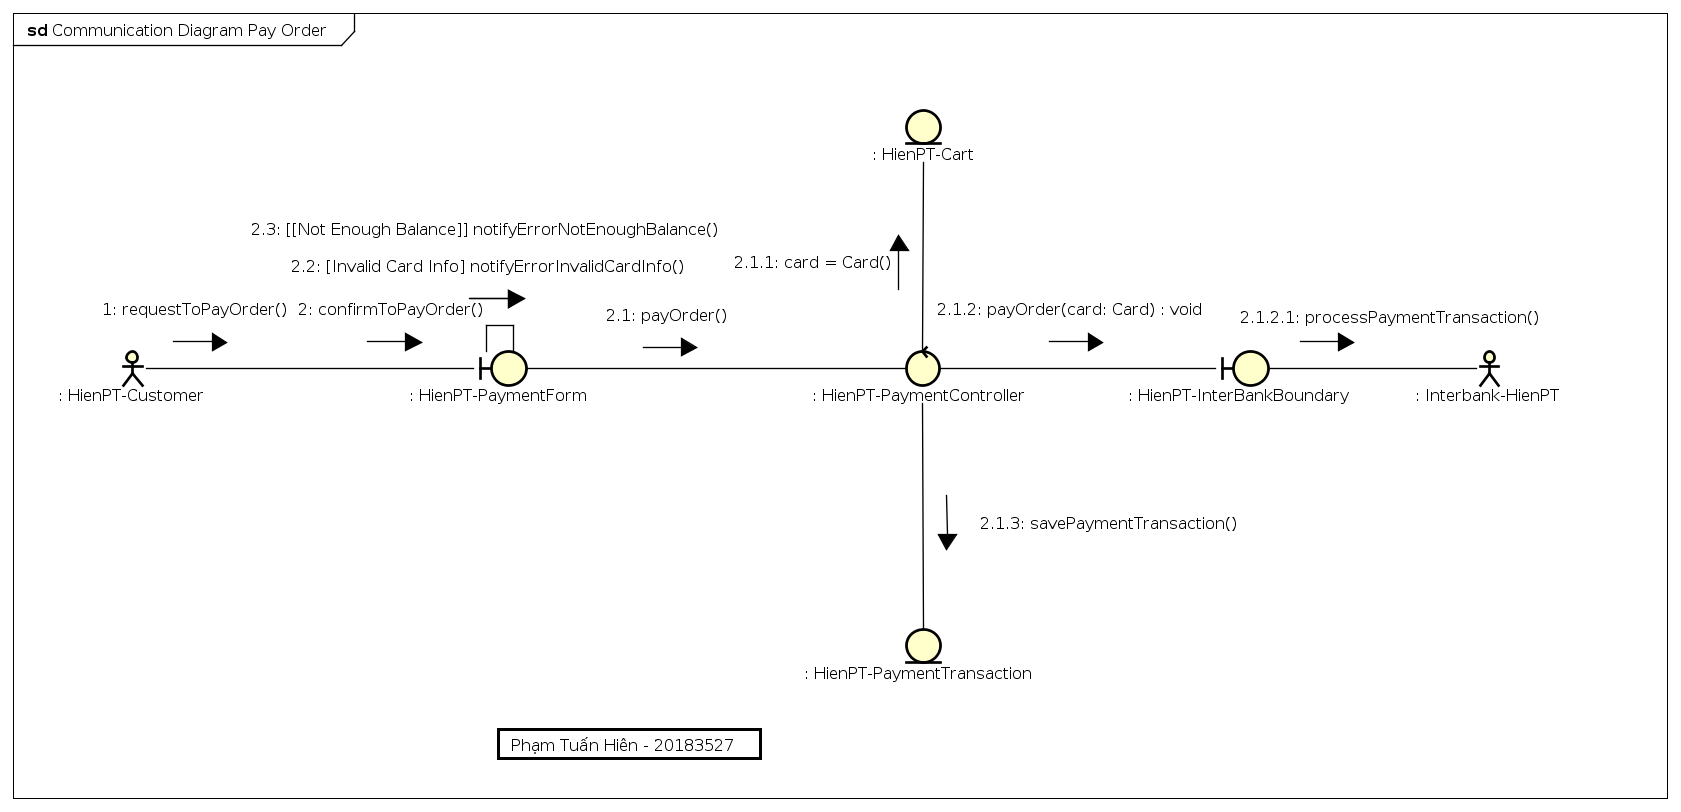 sd Communication Diagram Pay Order
: HienPT-Cart
2.3: [[Not Enough Balance]] notifyErrorNotEnoughBalance()
2.2: [Invalid Card Info] notifyErrorInvalidCardInfo()
2.1.1: card = Card()
1: requestToPayOrder()
2: confirmToPayOrder()
2.1: payOrder()
2.1.2: payOrder(card: Card) : void
2.1.2.1: processPaymentTransaction()
: HienPT-Customer
: HienPT-PaymentForm
: HienPT-PaymentController
: HienPT-InterBankBoundary
: Interbank-HienPT
2.1.3: savePaymentTransaction()
: HienPT-PaymentTransaction
Phạm Tuấn Hiên - 20183527